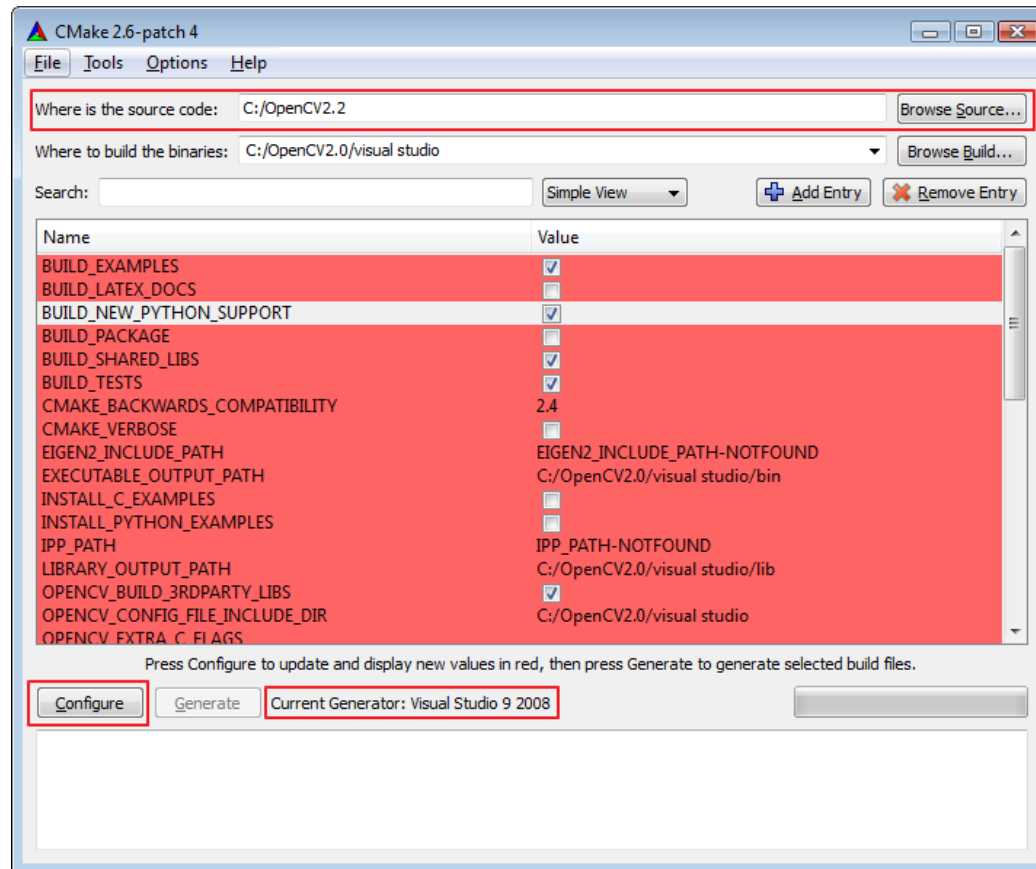 CMake 2.6-patch 4
File Tools Options Help
Where is the source code: C:/OpenCV2.2 Browse Source...
Where to build the binaries: C:/OpenCV2.0/visual studio Browse Build...
Search: Simple View Add Entry Remove Entry
Name Value
BUILD_EXAMPLES
BUILD_LATEX_DOCS
BUILD_NEW_PYTHON_SUPPORT
BUILD_PACKAGE
BUILD_SHARED_LIBS
BUILD_TESTS
CMAKE_BACKWARDS_COMPATIBILITY 2.4
CMAKE_VERBOSE
EIGEN2_INCLUDE_PATH EIGEN2_INCLUDE_PATH-NOTFOUND
EXECUTABLE_OUTPUT_PATH C:/OpenCV2.0/visual studio/bin
INSTALL_C_EXAMPLES
INSTALL_PYTHON_EXAMPLES
IPP_PATH IPP_PATH-NOTFOUND
LIBRARY_OUTPUT_PATH C:/OpenCV2.0/visual studio/lib
OPENCV_BUILD_3RDPARTY_LIBS
OPENCV_CONFIG_FILE_INCLUDE_DIR C:/OpenCV2.0/visual studio
OPENCV_EXTRA_C_FLAGS
Press Configure to update and display new values in red, then press Generate to generate selected build files.
Configure Generate Current Generator: Visual Studio 9 2008